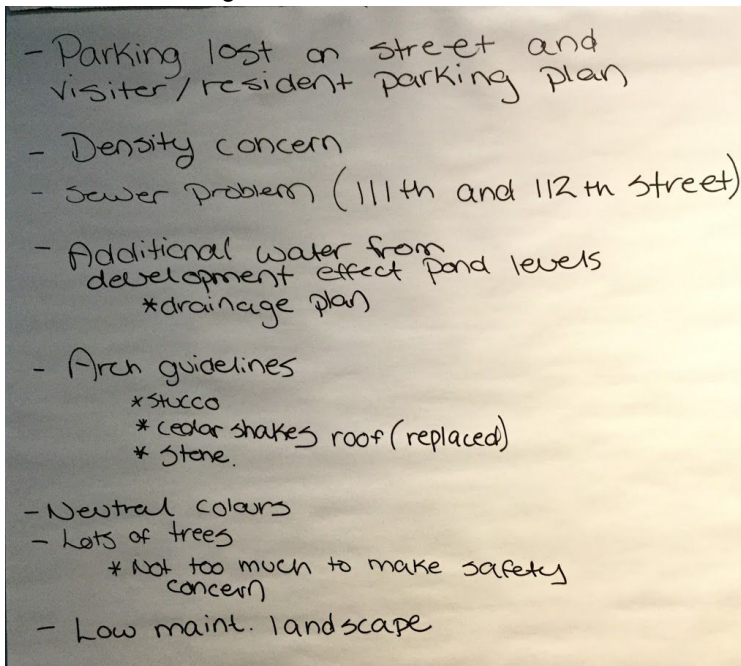 - Parking lost on street and
visiter/resident parking plan
- Density concern
- Sewer problem (111th and 112th street)
- Additional water from
development effect pond levels
*drainage plan
- Arch guidelines
*stucco
* cedar shakes roof (replaced)
* Stone.
- Neutral colours
- Lots of trees
* Not too much to make safety
concern
- Low maint. landscape